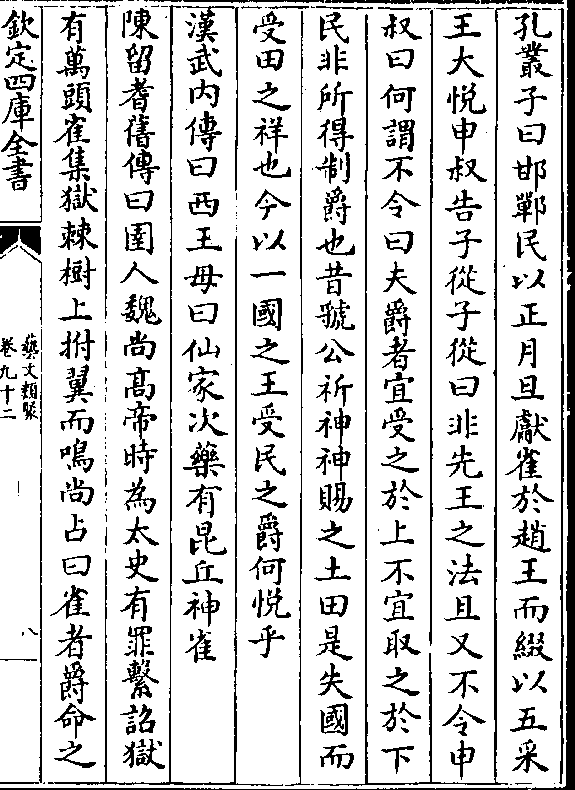 孔叢子曰邯鄲民以正月旦獻雀於趙王而綴以五采
王大悅申叔告子從子從曰非先王之法且又不令申
叔曰何謂不令曰夫爵者宜受之於上不宜取之於下
民非所得制爵也昔虢公祈神神賜之土田是失國而
受田之祥也今以一國之王受民之爵何悅乎
漢武内傳曰西王母曰仙家次藥有昆丘神雀
陳留耆舊傳曰圉人魏尚髙帝時為太史有罪繫詔獄
有萬頭雀集獄棘樹上拊翼而鳴尚占曰雀者爵命之
欽定四庫全書
藝文類聚
卷九十二
八